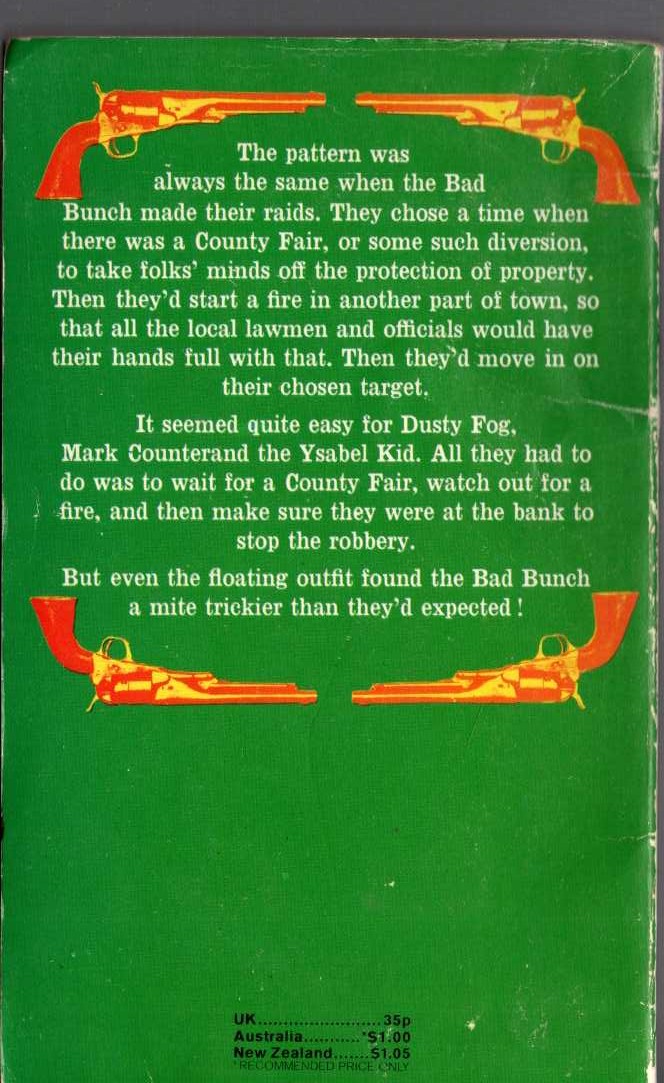 The pattern was
always the same when the Bad
Bunch made their raids. They chose a time when
there was a County Fair, or some such diversion,
to take folks' minds off the protection of property.
Then they'd start a fire in another part of town, so
that all the local lawmen and officials would have
their hands full with that. Then they'd move in on
their chosen target.
It seemed quite easy for Dusty Fog,
Mark Counterand the Ysabel Kid. All they had to
do was to wait for a County Fair, watch out for a
fire, and then make sure they were at the bank to
stop the robbery.
But even the floating outfit found the Bad Bunch
a mite trickier than they'd expected!
UK........................35p
Australia...........*$1.00
New Zealand.......$1.05
*RECOMMENDED PRICE ONLY